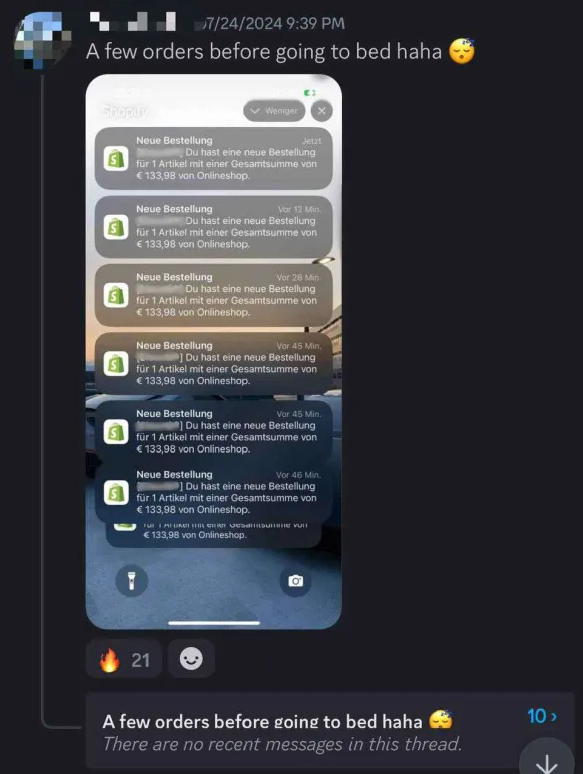 07/24/2024 9:39 PM
A few orders before going to bed haha 😴
Shopify
Weniger
Neue Bestellung Jetzt
Du hast eine neue Bestellung
für 1 Artikel mit einer Gesamtsumme von
€ 133,98 von Onlineshop.
Neue Bestellung Vor 12 Min.
Du hast eine neue Bestellung
für 1 Artikel mit einer Gesamtsumme von
€ 133,98 von Onlineshop.
Neue Bestellung Vor 28 Min.
Du hast eine neue Bestellung
für 1 Artikel mit einer Gesamtsumme von
€ 133,98 von Onlineshop.
Neue Bestellung Vor 45 Min.
] Du hast eine neue Bestellung
für 1 Artikel mit einer Gesamtsumme von
€ 133,98 von Onlineshop.
Neue Bestellung Vor 45 Min.
] Du hast eine neue Bestellung
für 1 Artikel mit einer Gesamtsumme von
€ 133,98 von Onlineshop.
Neue Bestellung Vor 46 Min.
] Du hast eine neue Bestellung
für 1 Artikel mit einer Gesamtsumme von
€ 133,98 von Onlineshop.
für 1 Artikel mit einer Gesamtsumme von
€ 133,98 von Onlineshop.
🔥 21
A few orders before going to bed haha 😴 10 ›
There are no recent messages in this thread.